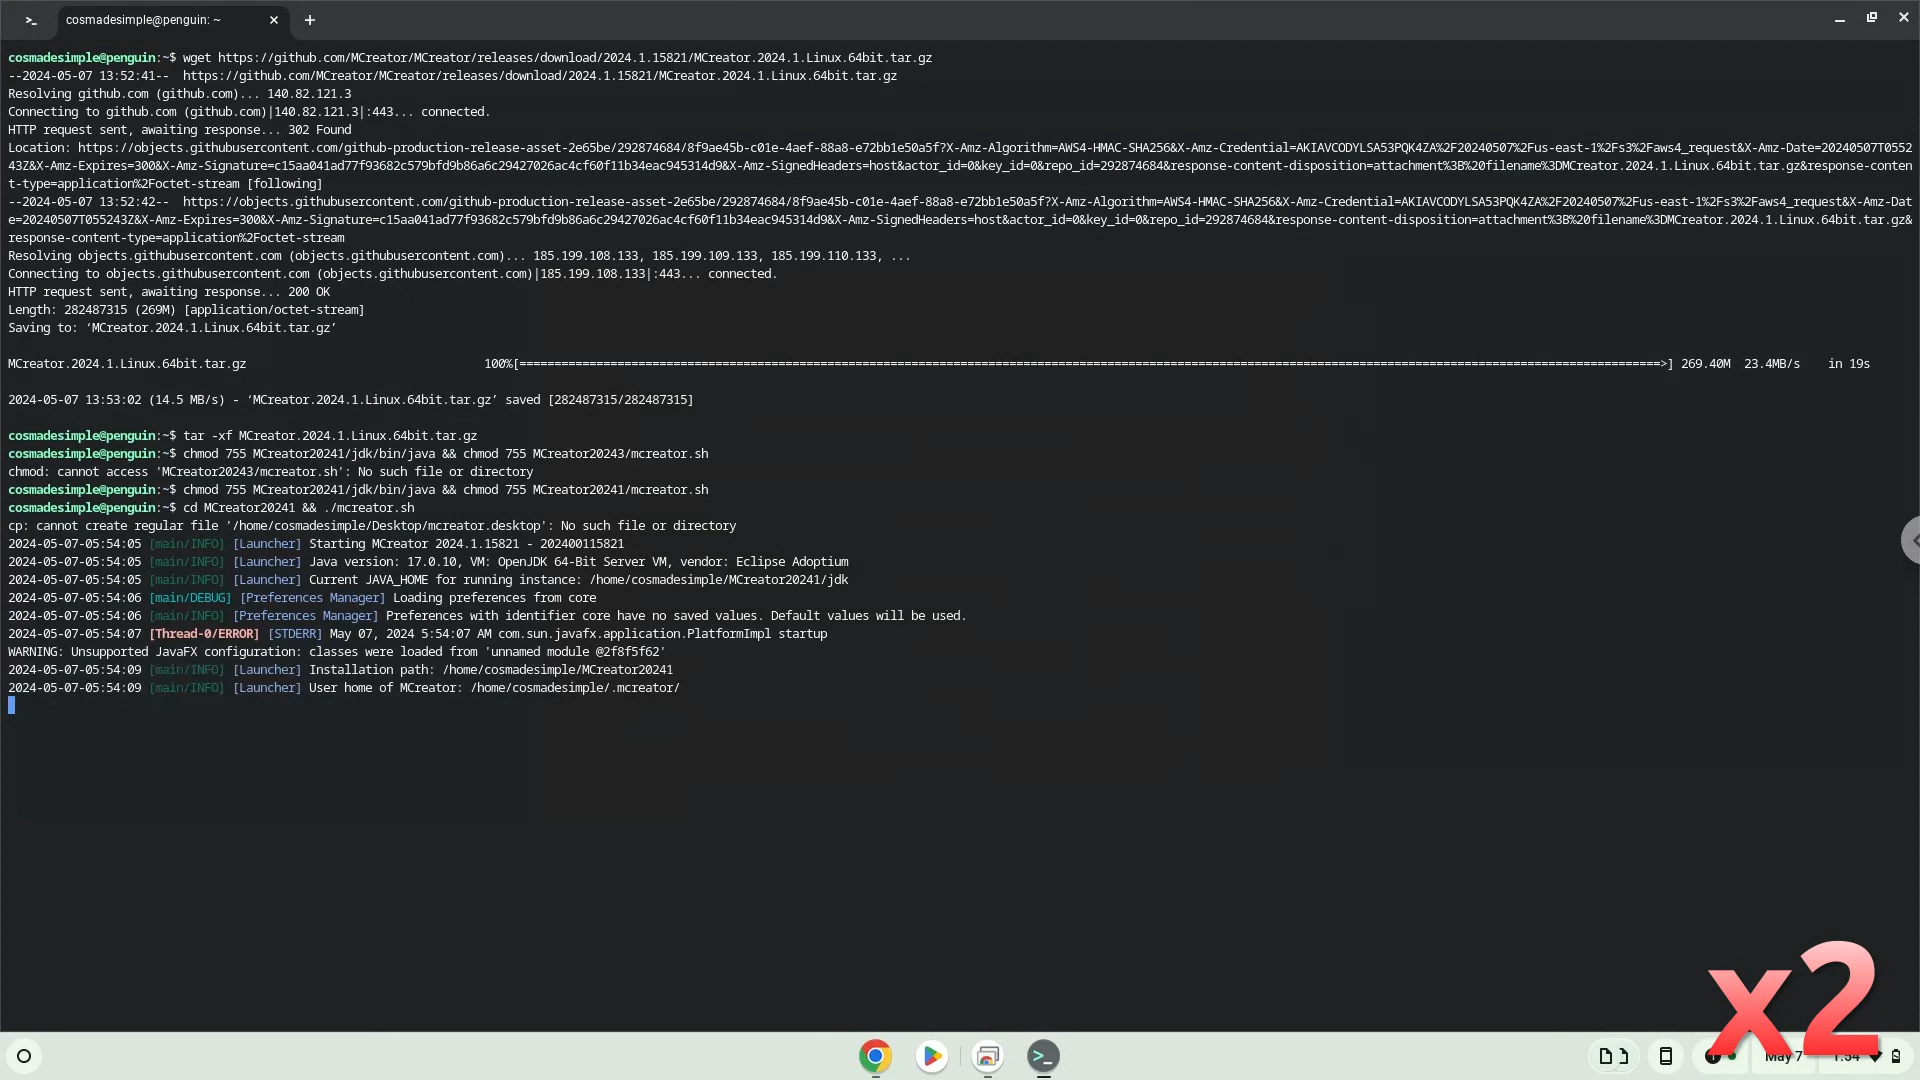 cosmadesimple@penguin: ~
cosmadesimple@penguin:~$ wget https://github.com/MCreator/MCreator/releases/download/2024.1.15821/MCreator.2024.1.Linux.64bit.tar.gz
--2024-05-07 13:52:41--  https://github.com/MCreator/MCreator/releases/download/2024.1.15821/MCreator.2024.1.Linux.64bit.tar.gz
Resolving github.com (github.com)... 140.82.121.3
Connecting to github.com (github.com)|140.82.121.3|:443... connected.
HTTP request sent, awaiting response... 302 Found
Location: https://objects.githubusercontent.com/github-production-release-asset-2e65be/292874684/8f9ae45b-c01e-4aef-88a8-e72bb1e50a5f?X-Amz-Algorithm=AWS4-HMAC-SHA256&X-Amz-Credential=AKIAVCODYLSA53PQK4ZA%2F20240507%2Fus-east-1%2Fs3%2Faws4_request&X-Amz-Date=20240507T0552
43Z&X-Amz-Expires=300&X-Amz-Signature=c15aa041ad77f93682c579bfd9b86a6c29427026ac4cf60f11b34eac945314d9&X-Amz-SignedHeaders=host&actor_id=0&key_id=0&repo_id=292874684&response-content-disposition=attachment%3B%20filename%3DMCreator.2024.1.Linux.64bit.tar.gz&response-conten
t-type=application%2Foctet-stream [following]
--2024-05-07 13:52:42--  https://objects.githubusercontent.com/github-production-release-asset-2e65be/292874684/8f9ae45b-c01e-4aef-88a8-e72bb1e50a5f?X-Amz-Algorithm=AWS4-HMAC-SHA256&X-Amz-Credential=AKIAVCODYLSA53PQK4ZA%2F20240507%2Fus-east-1%2Fs3%2Faws4_request&X-Amz-Dat
e=20240507T055243Z&X-Amz-Expires=300&X-Amz-Signature=c15aa041ad77f93682c579bfd9b86a6c29427026ac4cf60f11b34eac945314d9&X-Amz-SignedHeaders=host&actor_id=0&key_id=0&repo_id=292874684&response-content-disposition=attachment%3B%20filename%3DMCreator.2024.1.Linux.64bit.tar.gz&
response-content-type=application%2Foctet-stream
Resolving objects.githubusercontent.com (objects.githubusercontent.com)... 185.199.108.133, 185.199.109.133, 185.199.110.133, ...
Connecting to objects.githubusercontent.com (objects.githubusercontent.com)|185.199.108.133|:443... connected.
HTTP request sent, awaiting response... 200 OK
Length: 282487315 (269M) [application/octet-stream]
Saving to: ‘MCreator.2024.1.Linux.64bit.tar.gz’
MCreator.2024.1.Linux.64bit.tar.gz 100%[===================================================================================================================================================================>] 269.40M 23.4MB/s in 19s
2024-05-07 13:53:02 (14.5 MB/s) - ‘MCreator.2024.1.Linux.64bit.tar.gz’ saved [282487315/282487315]
cosmadesimple@penguin:~$ tar -xf MCreator.2024.1.Linux.64bit.tar.gz
cosmadesimple@penguin:~$ chmod 755 MCreator20241/jdk/bin/java && chmod 755 MCreator20243/mcreator.sh
chmod: cannot access 'MCreator20243/mcreator.sh': No such file or directory
cosmadesimple@penguin:~$ chmod 755 MCreator20241/jdk/bin/java && chmod 755 MCreator20241/mcreator.sh
cosmadesimple@penguin:~$ cd MCreator20241 && ./mcreator.sh
cp: cannot create regular file '/home/cosmadesimple/Desktop/mcreator.desktop': No such file or directory
2024-05-07-05:54:05 [main/INFO] [Launcher] Starting MCreator 2024.1.15821 - 202400115821
2024-05-07-05:54:05 [main/INFO] [Launcher] Java version: 17.0.10, VM: OpenJDK 64-Bit Server VM, vendor: Eclipse Adoptium
2024-05-07-05:54:05 [main/INFO] [Launcher] Current JAVA_HOME for running instance: /home/cosmadesimple/MCreator20241/jdk
2024-05-07-05:54:06 [main/DEBUG] [Preferences Manager] Loading preferences from core
2024-05-07-05:54:06 [main/INFO] [Preferences Manager] Preferences with identifier core have no saved values. Default values will be used.
2024-05-07-05:54:07 [Thread-0/ERROR] [STDERR] May 07, 2024 5:54:07 AM com.sun.javafx.application.PlatformImpl startup
WARNING: Unsupported JavaFX configuration: classes were loaded from 'unnamed module @2f8f5f62'
2024-05-07-05:54:09 [main/INFO] [Launcher] Installation path: /home/cosmadesimple/MCreator20241
2024-05-07-05:54:09 [main/INFO] [Launcher] User home of MCreator: /home/cosmadesimple/.mcreator/
x2
May 7 1:54